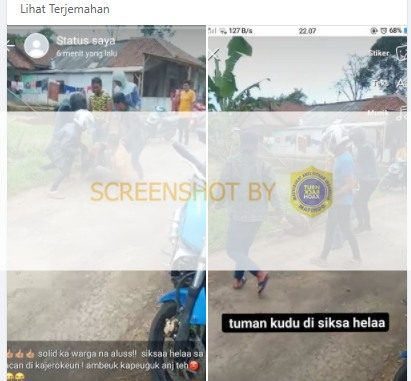 Lihat Terjemahan
Status saya
6 menit yang lalu
127 B/s 22.07 68%
Stiker
Musik
SCREENSHOT BY
TURN
BACK
HOAX
solid ka warga na aluss!! siksaa helaa sa
acan di kajerokeun ! ambeuk kapeuguk anj teh
tuman kudu di siksa helaa